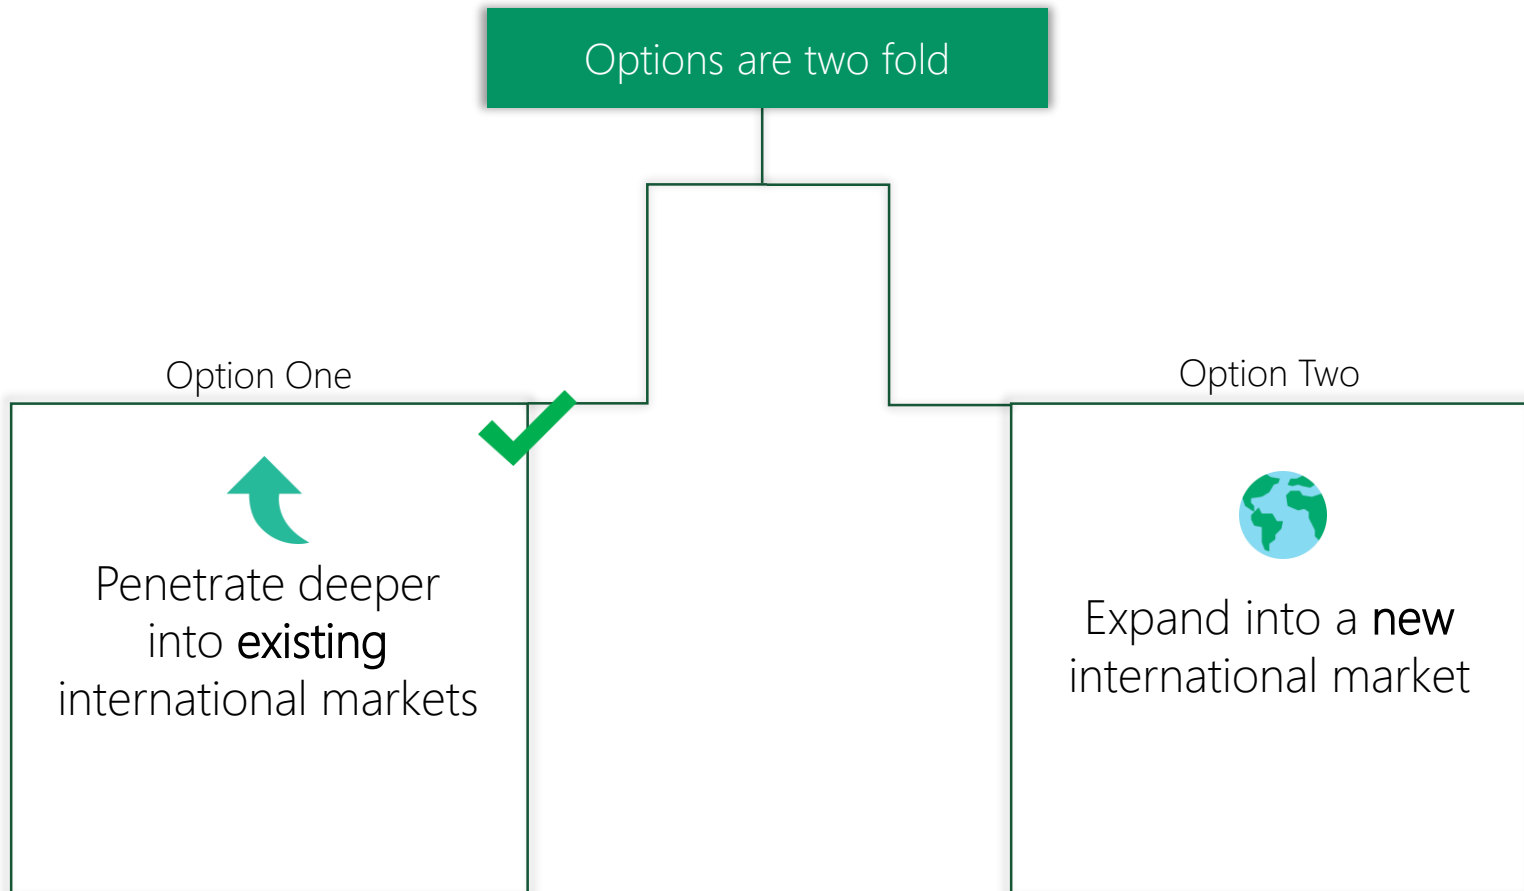 Options are two fold
Option One
Penetrate deeper
into existing
international markets
Option Two
Expand into a new
international market